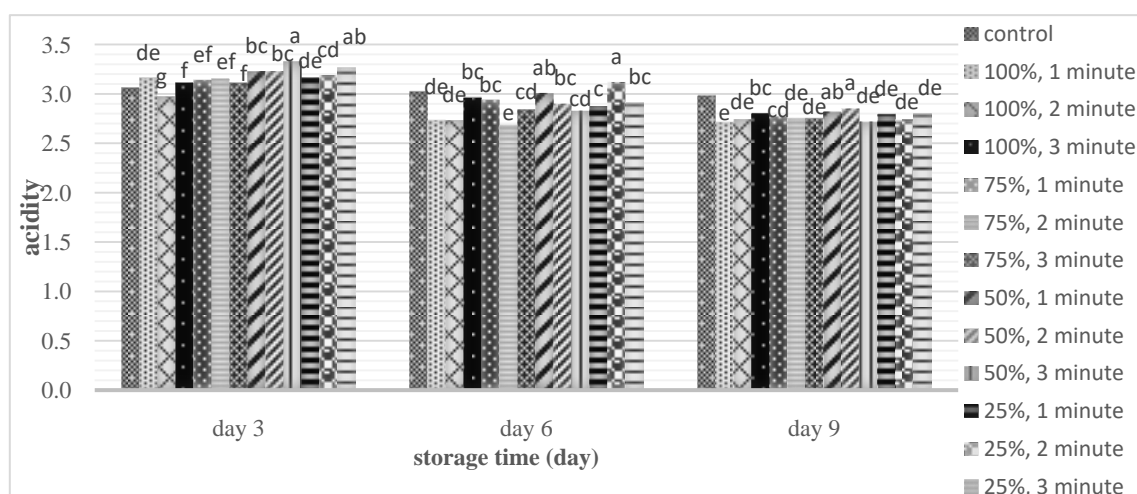 3.5
3.0
2.5
2.0
1.5
1.0
0.5
0.0
acidity
de g f ef ef f bc bc a de cd ab
de de bc bc e cd ab bc cd c a bc
e de bc cd de de ab a de de de de
day 3 day 6 day 9
storage time (day)
control
100%, 1 minute
100%, 2 minute
100%, 3 minute
75%, 1 minute
75%, 2 minute
75%, 3 minute
50%, 1 minute
50%, 2 minute
50%, 3 minute
25%, 1 minute
25%, 2 minute
25%, 3 minute